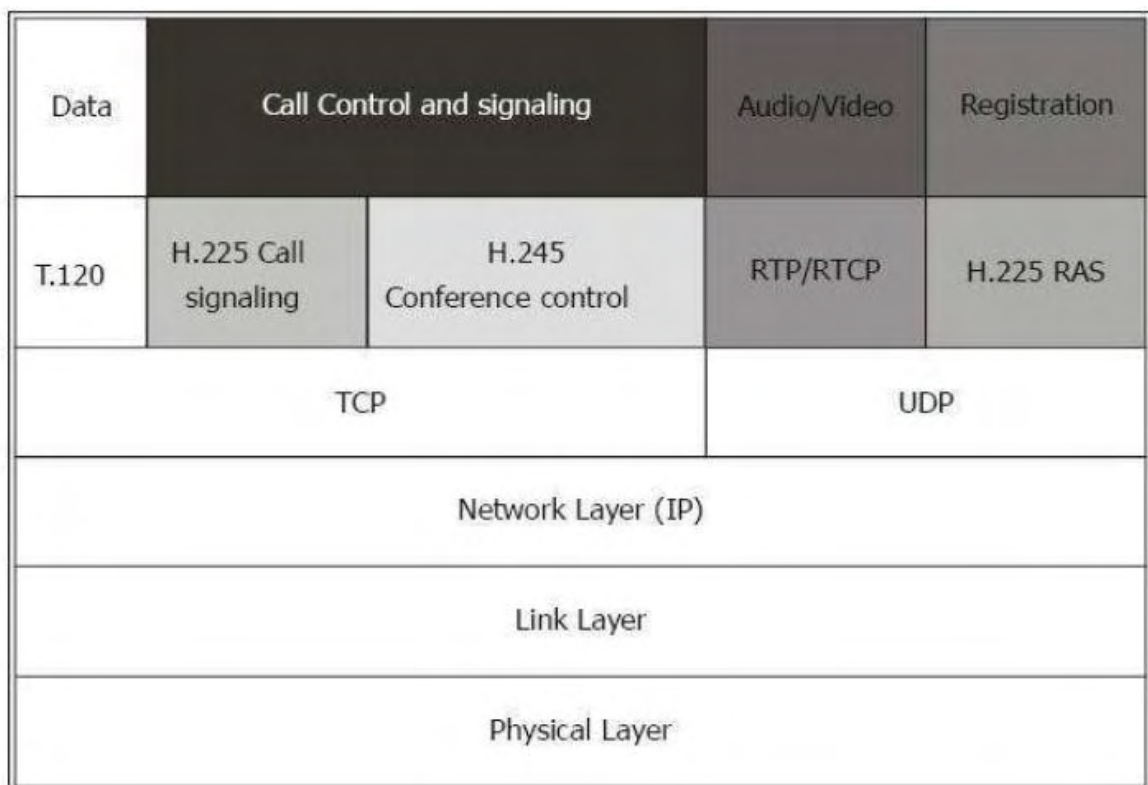 Data
Call Control and signaling
Audio/Video
Registration
T.120
H.225 Call
signaling
H.245
Conference control
RTP/RTCP
H.225 RAS
TCP
UDP
Network Layer (IP)
Link Layer
Physical Layer